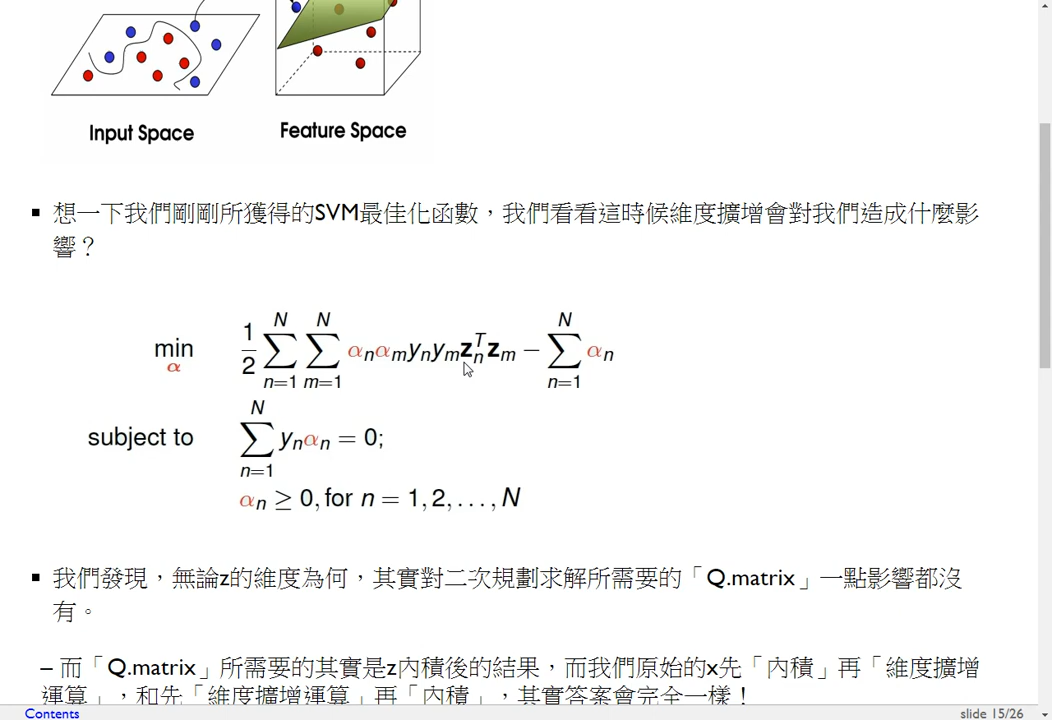 Input Space
Feature Space
▪ 想一下我們剛剛所獲得的SVM最佳化函數，我們看看這時候維度擴增會對我們造成什麼影
響？
min_α 1/2 ∑_{n=1}^{N} ∑_{m=1}^{N} α_n α_m y_n y_m z_n^T z_m − ∑_{n=1}^{N} α_n
subject to ∑_{n=1}^{N} y_n α_n = 0;
α_n ≥ 0, for n = 1, 2, . . . , N
▪ 我們發現，無論z的維度為何，其實對二次規劃求解所需要的「Q.matrix」一點影響都沒
有。
– 而「Q.matrix」所需要的其實是z內積後的結果，而我們原始的x先「內積」再「維度擴增
運算」，和先「維度擴增運算」再「內積」，其實答案會完全一樣！
Contents
slide 15/26